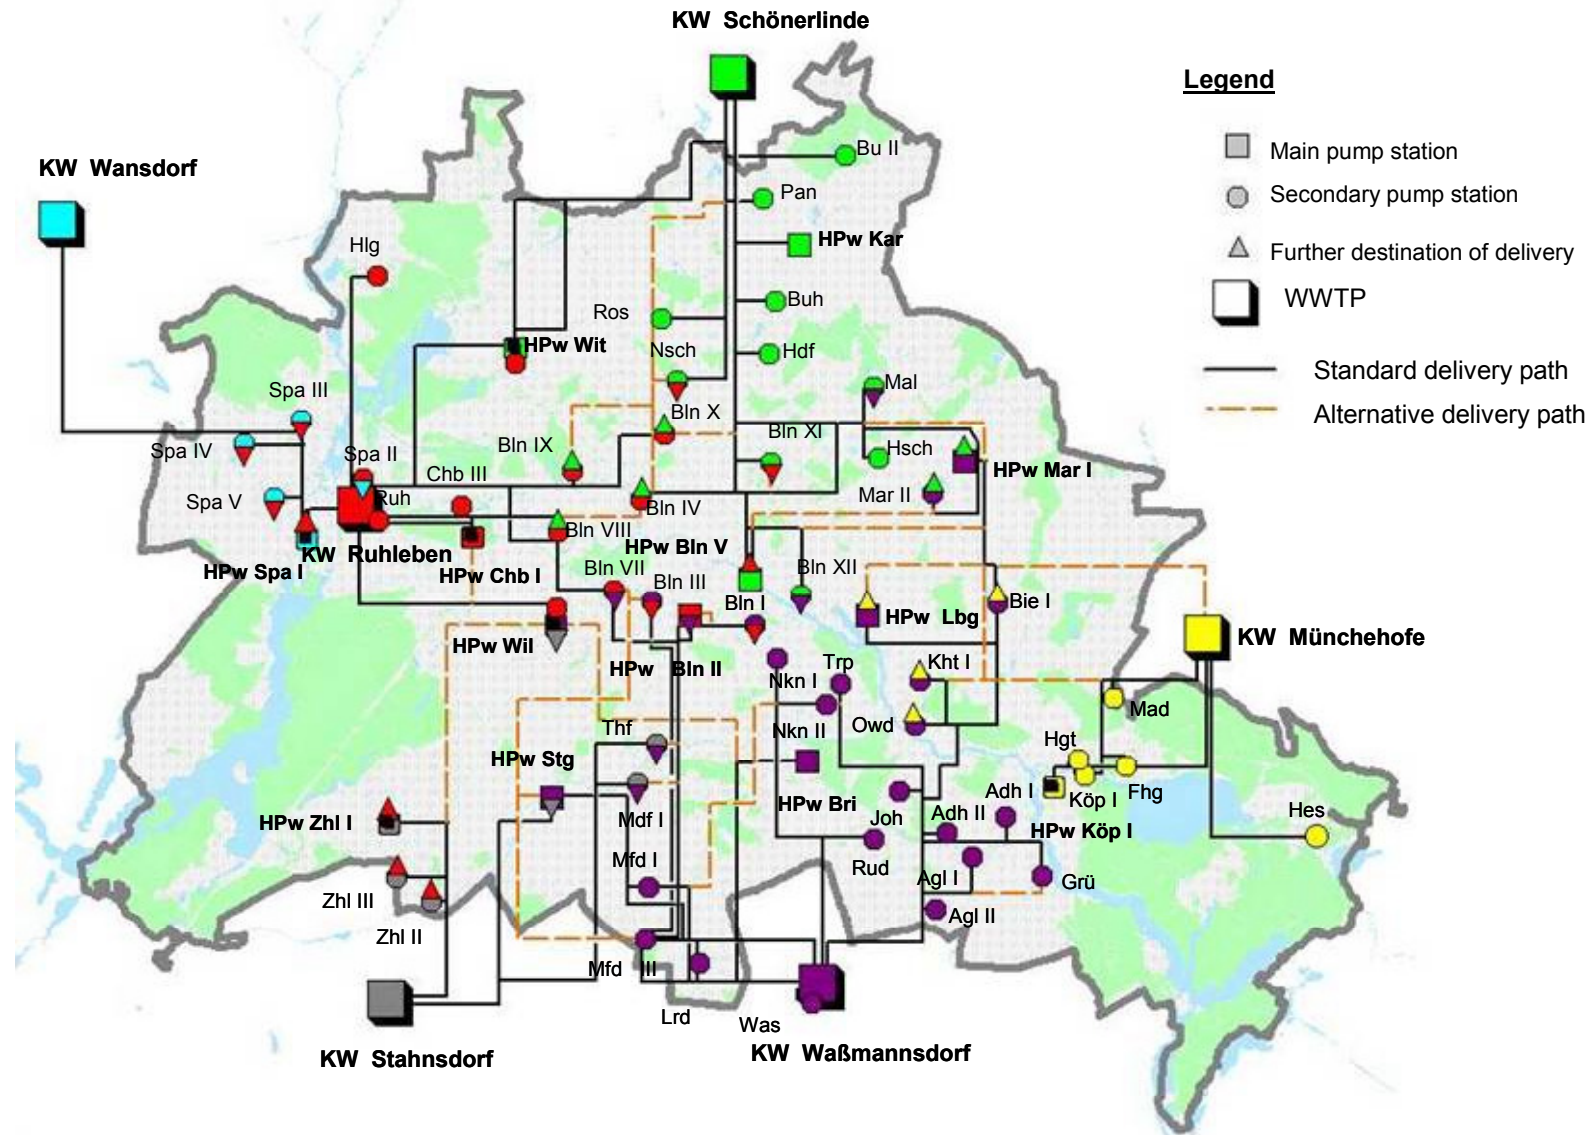 KW Schönerlinde
Legend
Bu II
Main pump station
KW Wansdorf
Pan
Secondary pump station
Hlg
HPw Kar
Further destination of delivery
Buh
WWTP
Ros
HPw Wit
Nsch
Hdf
Standard delivery path
Spa III
Mal
Alternative delivery path
Bln X
Bln XI
Spa IV
Spa II
Bln IX
Hsch
HPw Mar I
Chb III
Spa V
Ruh
Mar II
Bln IV
Bln VIII
KW Ruhleben
HPw Bln V
HPw Spa I
HPw Chb I
Bln VII
Bln III
Bln XII
Bln I
HPw Lbg
Bie I
HPw Wil
KW Münchehofe
HPw Bln II
Trp
Kht I
Nkn I
Mad
Thf
Nkn II
Owd
HPw Stg
Hgt
HPw Bri
Adh I
Köp I
Fhg
HPw Zhl I
Mdf I
Joh
Adh II
HPw Köp I
Hes
Mfd I
Rud
Agl I
Grü
Zhl III
Agl II
Zhl II
Mfd III
Lrd
Was
KW Stahnsdorf
KW Waßmannsdorf